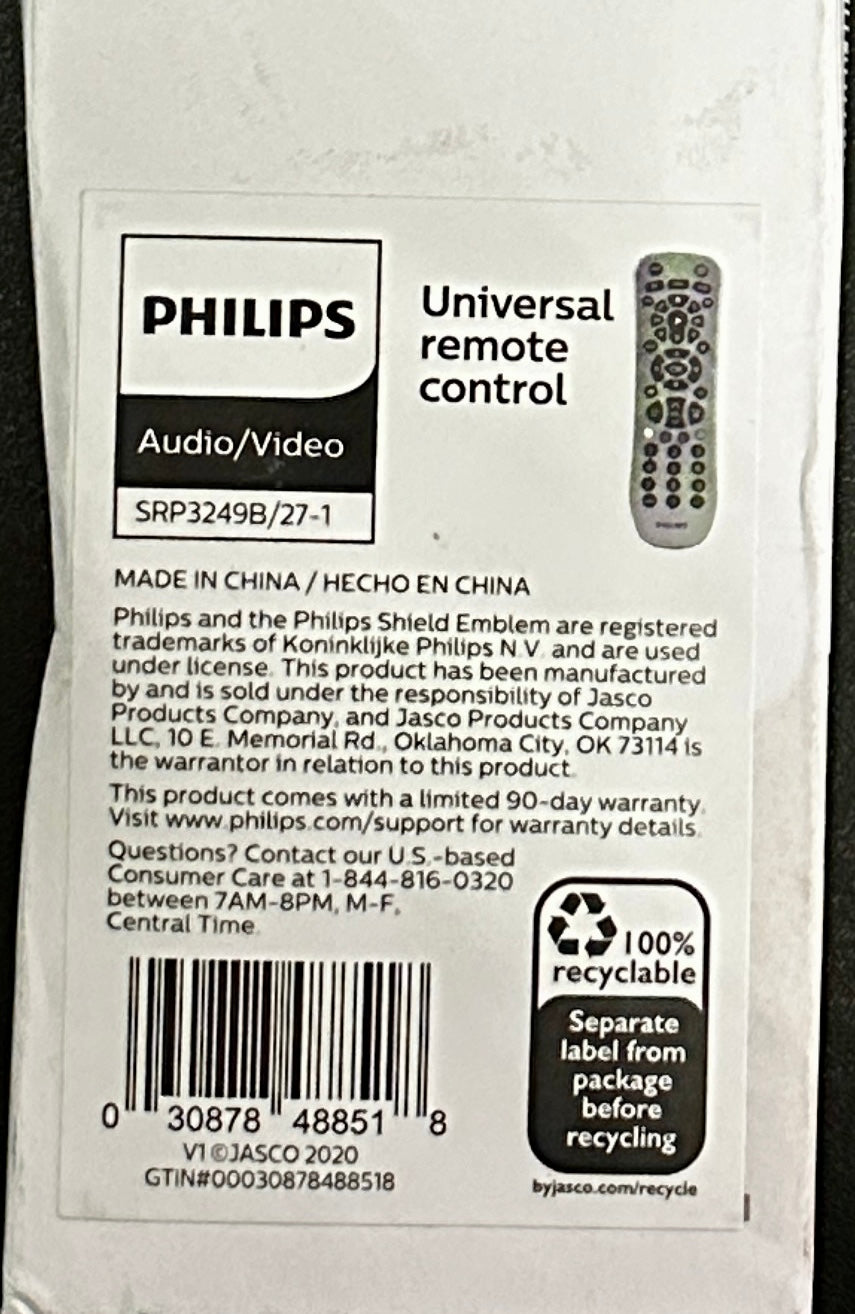 PHILIPS
Audio/Video
SRP3249B/27-1
Universal
remote
control
MADE IN CHINA / HECHO EN CHINA
Philips and the Philips Shield Emblem are registered
trademarks of Koninklijke Philips N.V. and are used
under license. This product has been manufactured
by and is sold under the responsibility of Jasco
Products Company, and Jasco Products Company
LLC, 10 E. Memorial Rd., Oklahoma City, OK 73114 is
the warrantor in relation to this product.
This product comes with a limited 90-day warranty.
Visit www.philips.com/support for warranty details.
Questions? Contact our U.S.-based
Consumer Care at 1-844-816-0320
between 7AM-8PM, M-F,
Central Time.
100%
recyclable
Separate
label from
package
before
recycling
byjasco.com/recycle
0 30878 48851 8
V1 ©JASCO 2020
GTIN#00030878488518